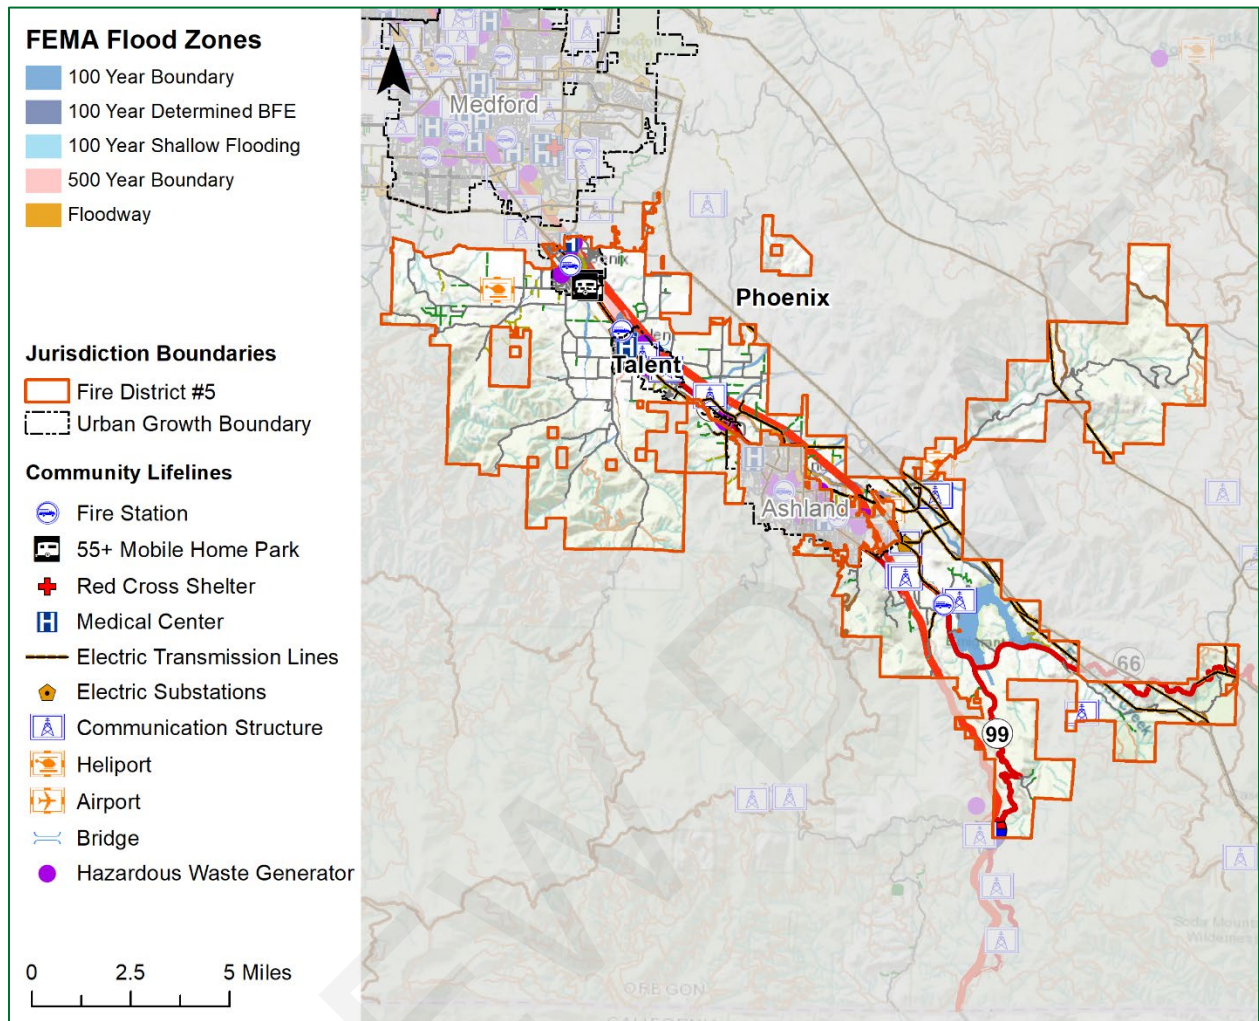 FEMA Flood Zones
100 Year Boundary
100 Year Determined BFE
100 Year Shallow Flooding
500 Year Boundary
Floodway
Jurisdiction Boundaries
Fire District #5
Urban Growth Boundary
Community Lifelines
Fire Station
55+ Mobile Home Park
Red Cross Shelter
Medical Center
Electric Transmission Lines
Electric Substations
Communication Structure
Heliport
Airport
Bridge
Hazardous Waste Generator
0 2.5 5 Miles
N
Medford
Phoenix
Talent
Ashland
66
Creek
99
OREGON